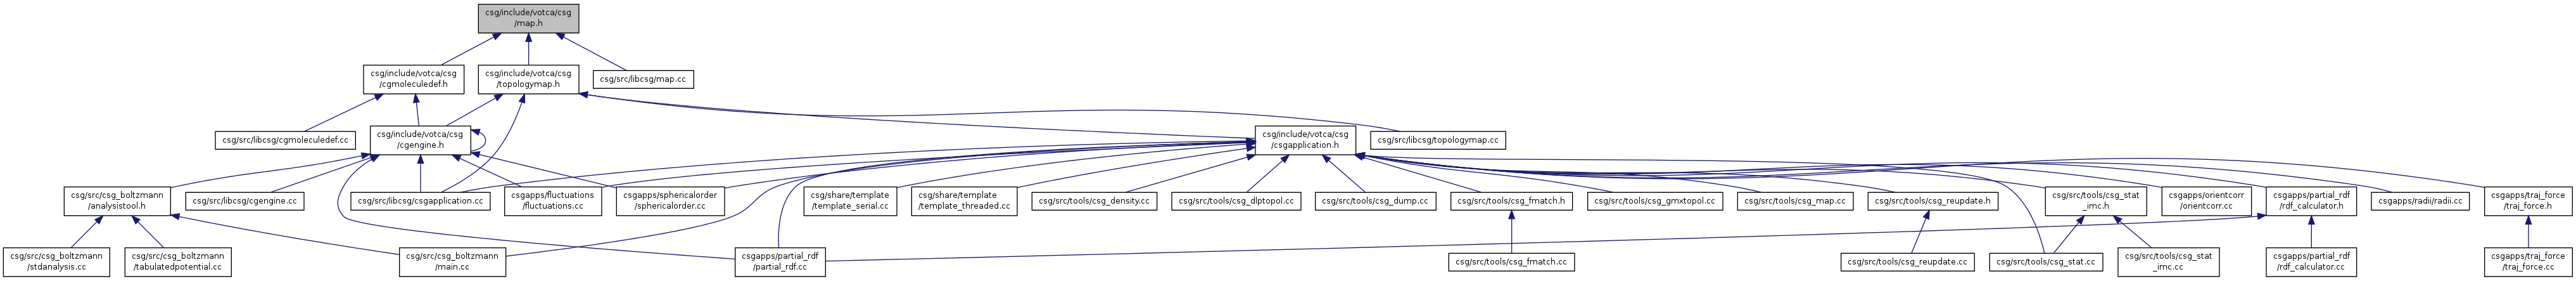 csg/include/votca/csg
/map.h
csg/include/votca/csg
/cgmoleculedef.h
csg/include/votca/csg
/topologymap.h
csg/src/libcsg/map.cc
csg/src/libcsg/cgmoleculedef.cc
csg/include/votca/csg
/cgengine.h
csg/include/votca/csg
/csgapplication.h
csg/src/libcsg/topologymap.cc
csg/src/csg_boltzmann
/analysistool.h
csg/src/libcsg/cgengine.cc
csg/src/libcsg/csgapplication.cc
csgapps/fluctuations
/fluctuations.cc
csgapps/sphericalorder
/sphericalorder.cc
csg/share/template
/template_serial.cc
csg/share/template
/template_threaded.cc
csg/src/tools/csg_density.cc
csg/src/tools/csg_dlptopol.cc
csg/src/tools/csg_dump.cc
csg/src/tools/csg_fmatch.h
csg/src/tools/csg_gmxtopol.cc
csg/src/tools/csg_map.cc
csg/src/tools/csg_reupdate.h
csg/src/tools/csg_stat
_imc.h
csgapps/orientcorr
/orientcorr.cc
csgapps/partial_rdf
/rdf_calculator.h
csgapps/radii/radii.cc
csgapps/traj_force
/traj_force.h
csg/src/csg_boltzmann
/stdanalysis.cc
csg/src/csg_boltzmann
/tabulatedpotential.cc
csg/src/csg_boltzmann
/main.cc
csgapps/partial_rdf
/partial_rdf.cc
csg/src/tools/csg_fmatch.cc
csg/src/tools/csg_reupdate.cc
csg/src/tools/csg_stat.cc
csg/src/tools/csg_stat
_imc.cc
csgapps/partial_rdf
/rdf_calculator.cc
csgapps/traj_force
/traj_force.cc